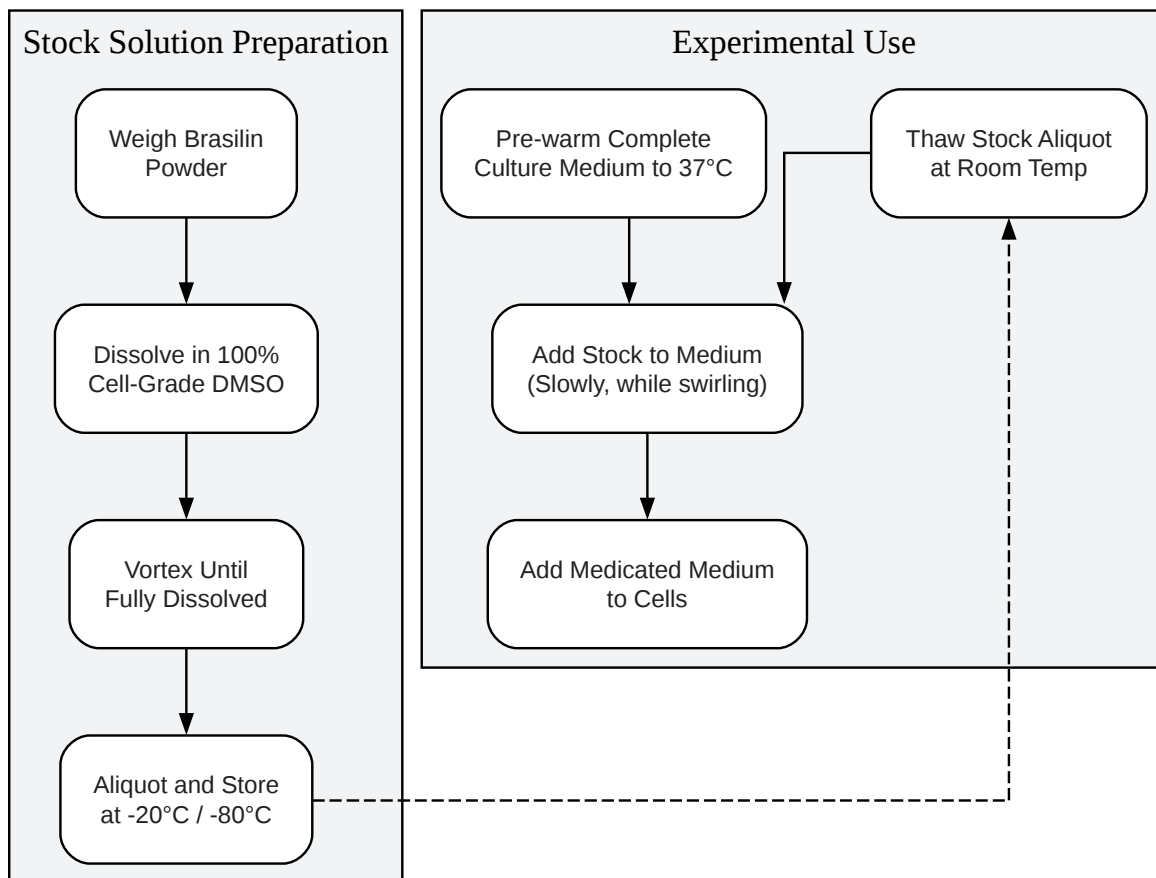 Stock Solution Preparation
Weigh Brasilin
Powder
Dissolve in 100%
Cell-Grade DMSO
Vortex Until
Fully Dissolved
Aliquot and Store
at -20°C / -80°C
Experimental Use
Pre-warm Complete
Culture Medium to 37°C
Thaw Stock Aliquot
at Room Temp
Add Stock to Medium
(Slowly, while swirling)
Add Medicated Medium
to Cells